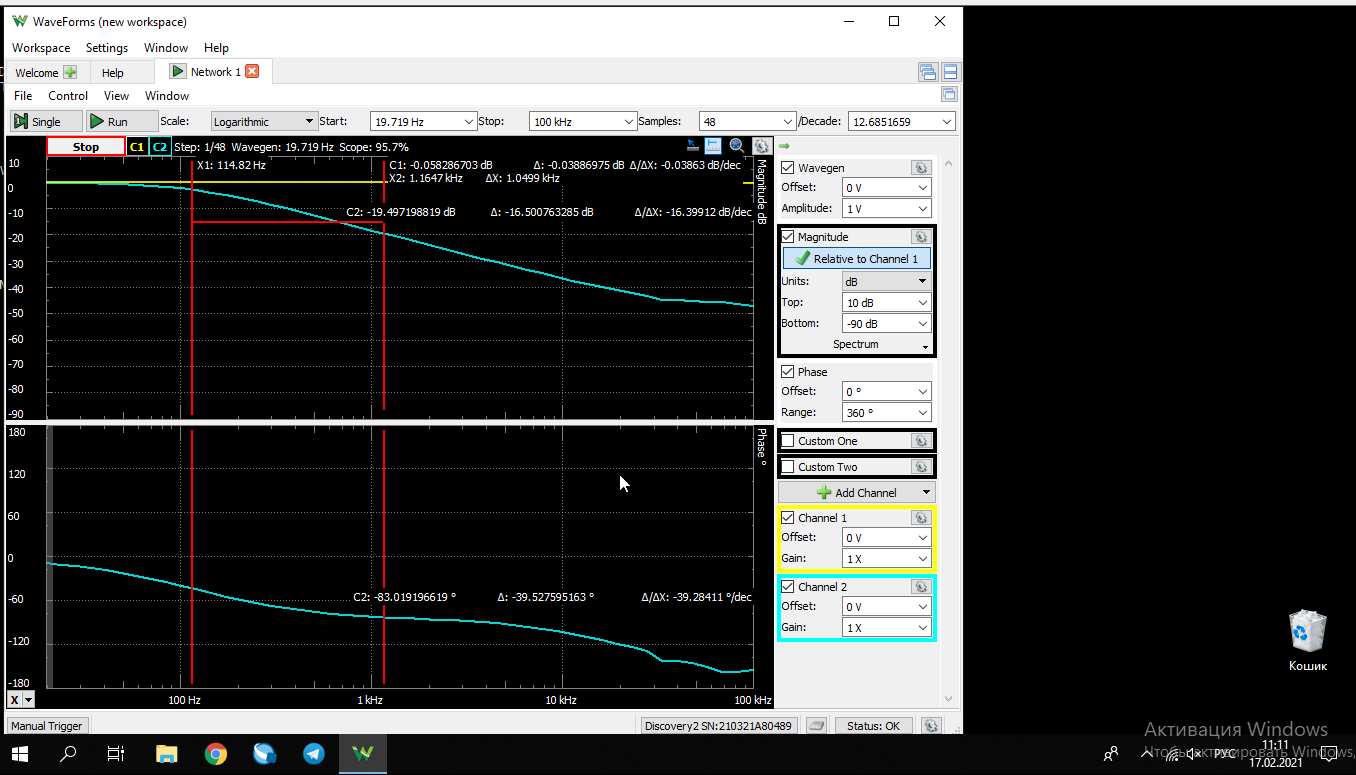 WaveForms (new workspace)
Workspace Settings Window Help
Welcome Help Network 1
File Control View Window
Single Run Scale: Logarithmic Start: 19.719 Hz Stop: 100 kHz Samples: 48 /Decade: 12.6851659
Stop C1 C2 Step: 1/48 Wavegen: 19.719 Hz Scope: 95.7%
X1: 114.82 Hz C1: -0.058286703 dB Δ: -0.03886975 dB Δ/ΔX: -0.03863 dB/dec
X2: 1.1647 kHz ΔX: 1.0499 kHz
C2: -19.497198819 dB Δ: -16.500763285 dB Δ/ΔX: -16.39912 dB/dec
Magnitude dB
10
0
-10
-20
-30
-40
-50
-60
-70
-80
-90
180
120
60
0
-60
-120
-180
Phase °
C2: -83.019196619 ° Δ: -39.527595163 ° Δ/ΔX: -39.28411 °/dec
X 100 Hz 1 kHz 10 kHz 100 kHz
Wavegen
Offset: 0 V
Amplitude: 1 V
Magnitude
Relative to Channel 1
Units: dB
Top: 10 dB
Bottom: -90 dB
Spectrum
Phase
Offset: 0 °
Range: 360 °
Custom One
Custom Two
Add Channel
Channel 1
Offset: 0 V
Gain: 1 X
Channel 2
Offset: 0 V
Gain: 1 X
Manual Trigger Discovery2 SN:210321A80489 Status: OK
Кошик
Активация Windows
Чтобы активировать Windows,
РУС
11:11
17.02.2021